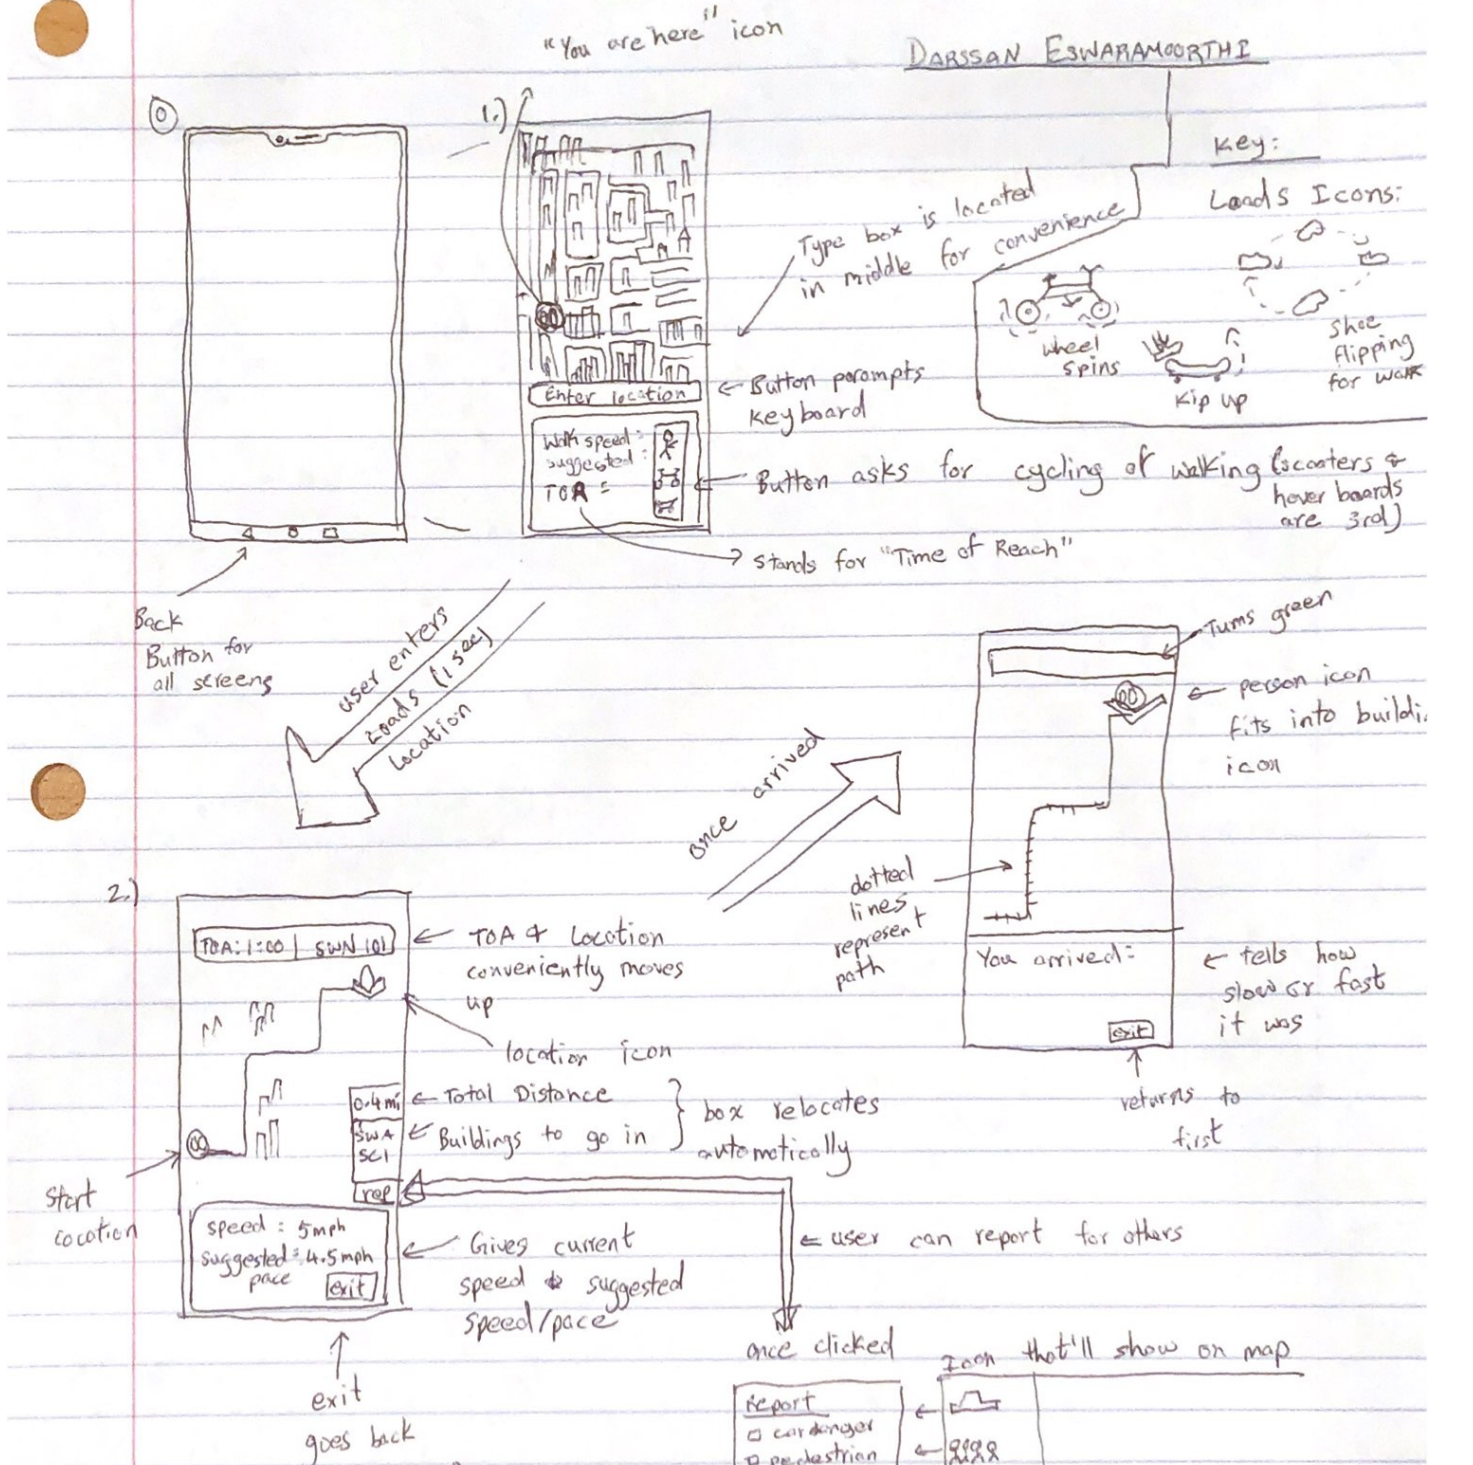 "You are here" icon
DARSSAN ESWARAMOORTHI
0
1.)
Key:
Loads Icons:
Type box is located
in middle for convenience
wheel
spins
Kip up
shoe
flipping
for walk
Enter location
← Button porompts
keyboard
Walk speed:
suggested:
TOR =
Button asks for cycling of walking (scooters &
hover boards
are 3rd)
Stands for "Time of Reach"
Back
Button for
all screens
user enters
Loads (1 sec)
location
Turns green
person icon
fits into buildi
icon
once arrived
dotted
lines
represent
path
You arrived:
← tells how
slow or fast
it was
exit
returns to
first
2.)
TOA: 1:00 | SWN 101
← TOA & Location
conveniently moves
up
location icon
0.4mi
← Total Distance
SWA
SCI
← Buildings to go in
box relocates
automatically
rep
Start
Location
speed: 5mph
suggested: 4.5mph
pace
exit
← Gives current
speed & suggested
speed/pace
← user can report for others
exit
goes back
once clicked
Icon that'll show on map
Report
car danger
pedestrian